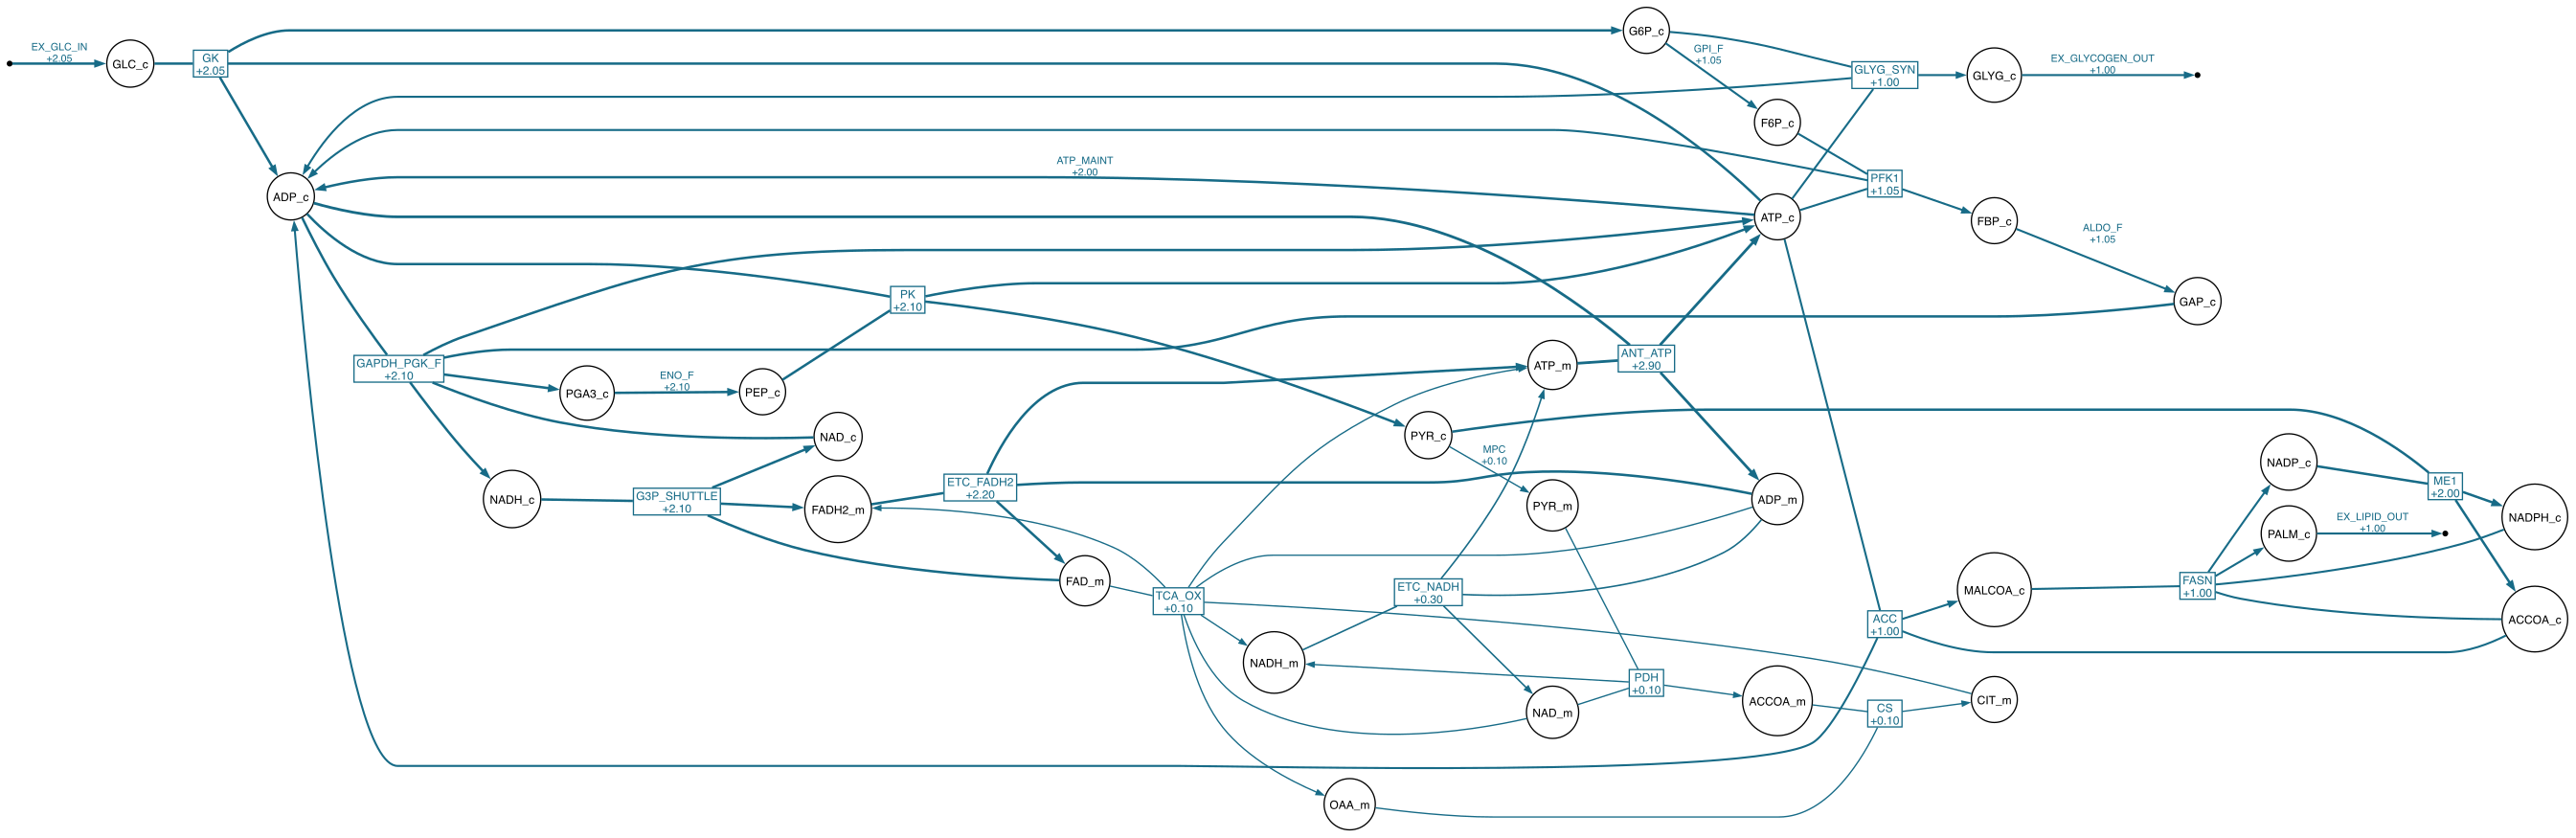 EX_GLC_IN
+2.05
GLC_c
GK
+2.05
G6P_c
GPI_F
+1.05
GLYG_SYN
+1.00
GLYG_c
EX_GLYCOGEN_OUT
+1.00
F6P_c
ATP_MAINT
+2.00
ADP_c
PFK1
+1.05
ATP_c
FBP_c
ALDO_F
+1.05
GAP_c
PK
+2.10
GAPDH_PGK_F
+2.10
PGA3_c
ENO_F
+2.10
PEP_c
ATP_m
ANT_ATP
+2.90
NAD_c
PYR_c
MPC
+0.10
NADH_c
G3P_SHUTTLE
+2.10
FADH2_m
ETC_FADH2
+2.20
PYR_m
ADP_m
NADP_c
ME1
+2.00
NADPH_c
PALM_c
EX_LIPID_OUT
+1.00
FAD_m
TCA_OX
+0.10
ETC_NADH
+0.30
MALCOA_c
FASN
+1.00
ACC
+1.00
ACCOA_c
NADH_m
PDH
+0.10
NAD_m
ACCOA_m
CS
+0.10
CIT_m
OAA_m